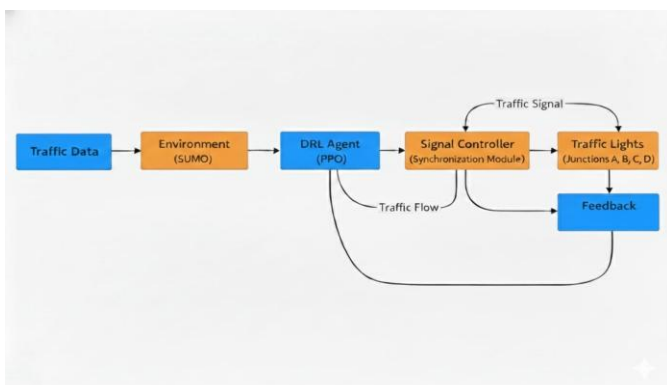 Traffic Signal
Traffic Data
Environment
(SUMO)
DRL Agent
(PPO)
Signal Controller
(Synchronization Module)
Traffic Lights
(Junctions A, B, C, D)
Traffic Flow
Feedback